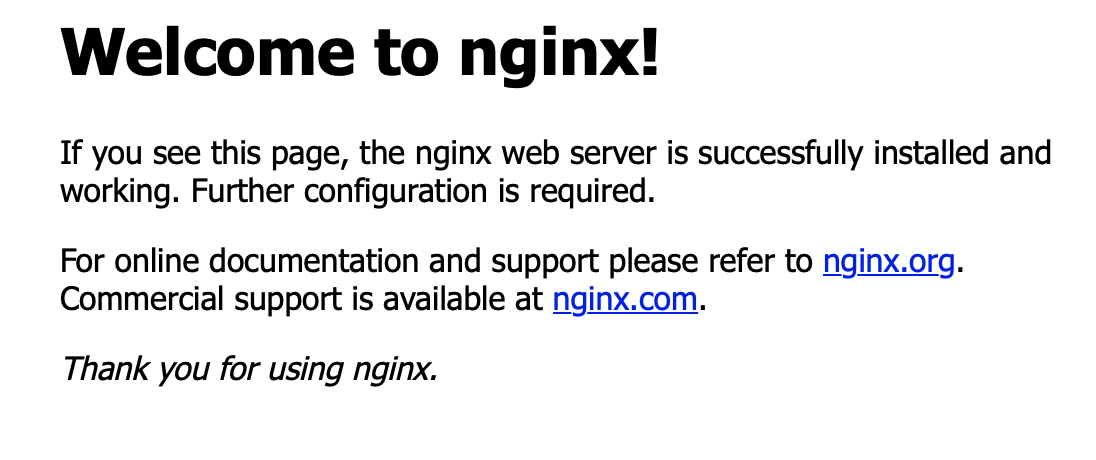 Welcome to nginx!
If you see this page, the nginx web server is successfully installed and
working. Further configuration is required.
For online documentation and support please refer to nginx.org.
Commercial support is available at nginx.com.
Thank you for using nginx.